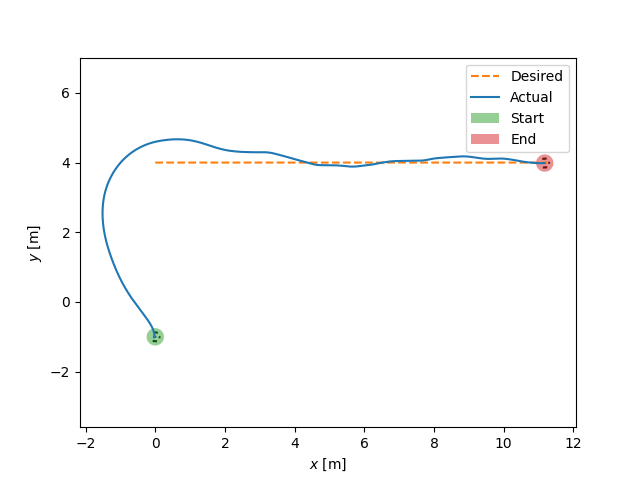 Desired
Actual
Start
End
6
4
2
0
−2
y [m]
−2 0 2 4 6 8 10 12
x [m]